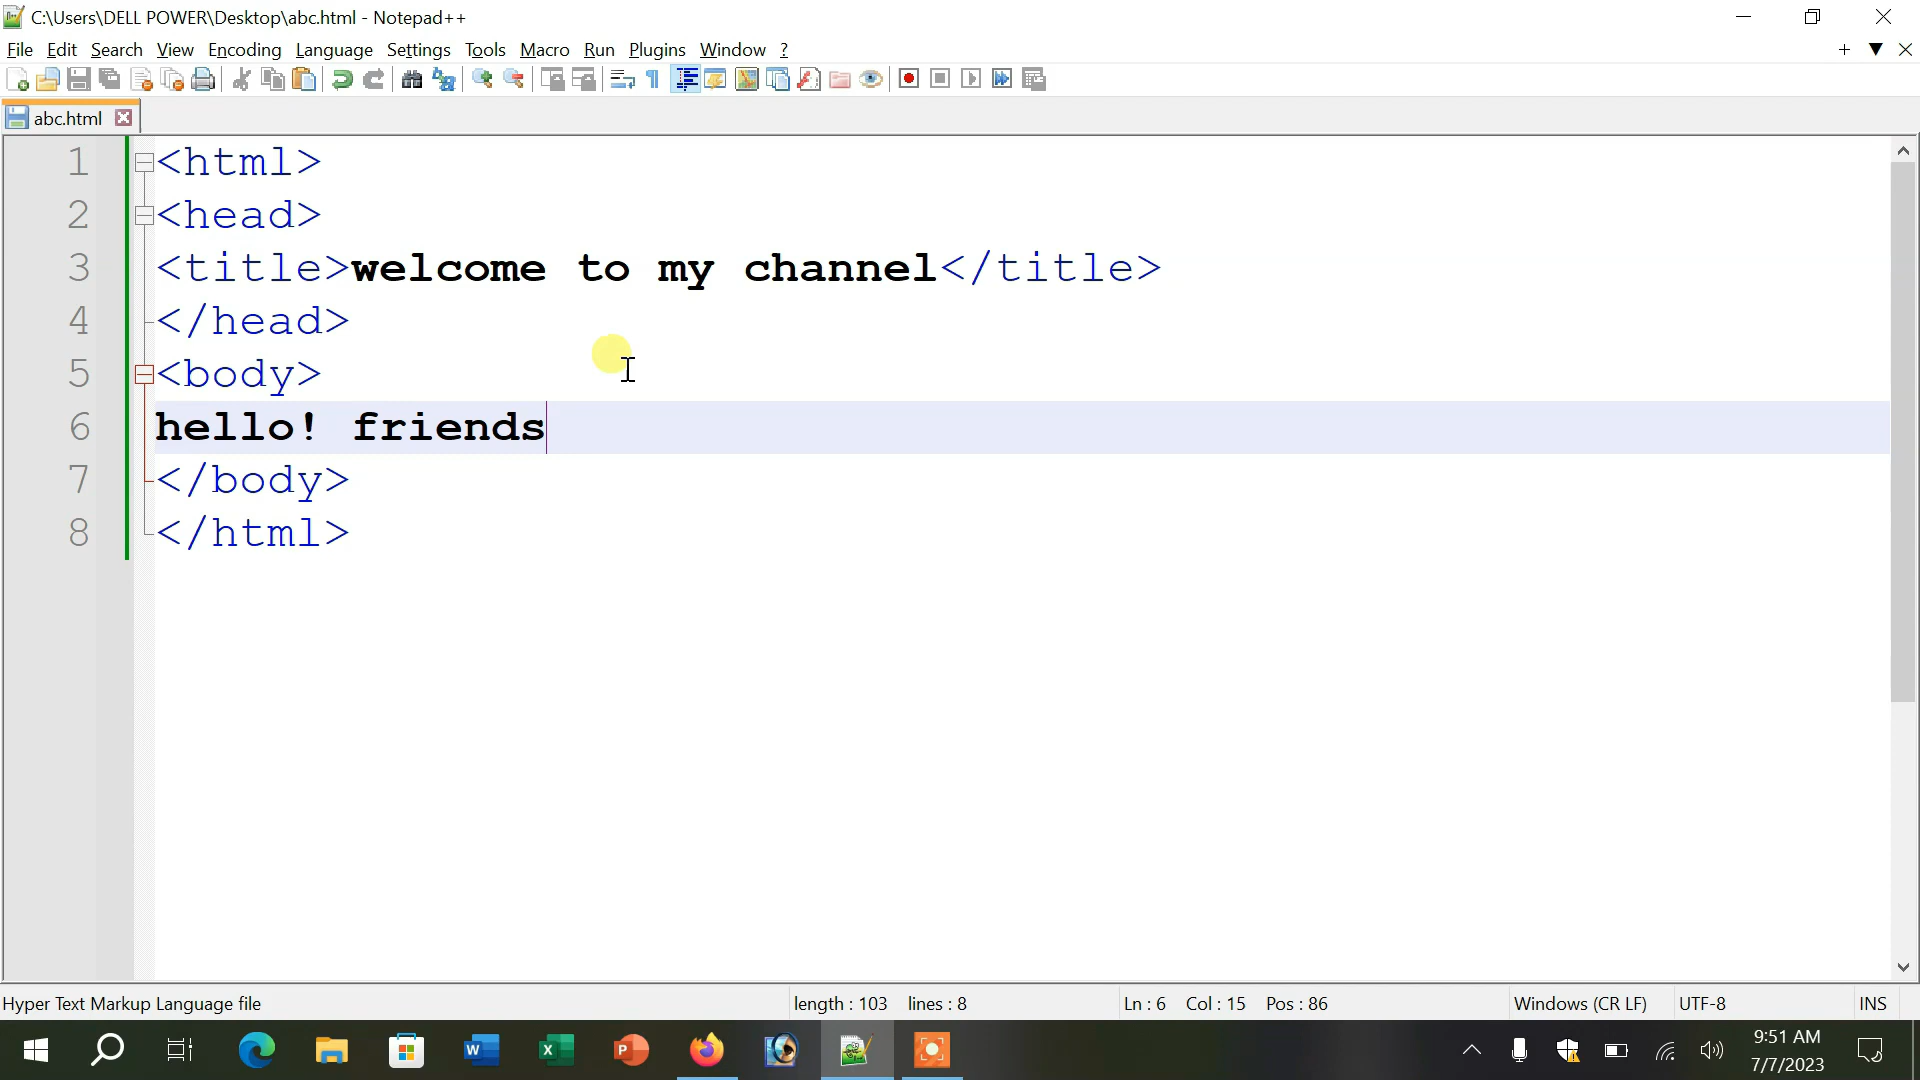 C:\Users\DELL POWER\Desktop\abc.html - Notepad++
File Edit Search View Encoding Language Settings Tools Macro Run Plugins Window ?
abc.html
1 <html>
2 <head>
3 <title>welcome to my channel</title>
4 </head>
5 <body>
6 hello! friends
7 </body>
8 </html>
Hyper Text Markup Language file length : 103 lines : 8 Ln : 6 Col : 15 Pos : 86 Windows (CR LF) UTF-8 INS
9:51 AM
7/7/2023